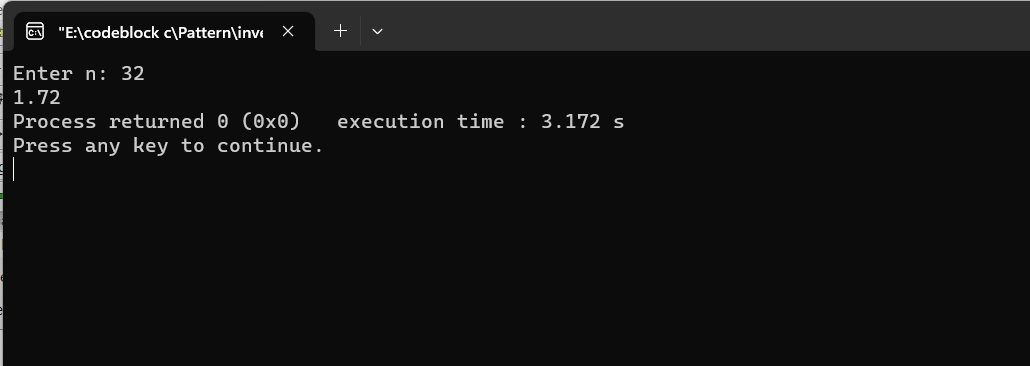 "E:\codeblock c\Pattern\inve
Enter n: 32
1.72
Process returned 0 (0x0)   execution time : 3.172 s
Press any key to continue.